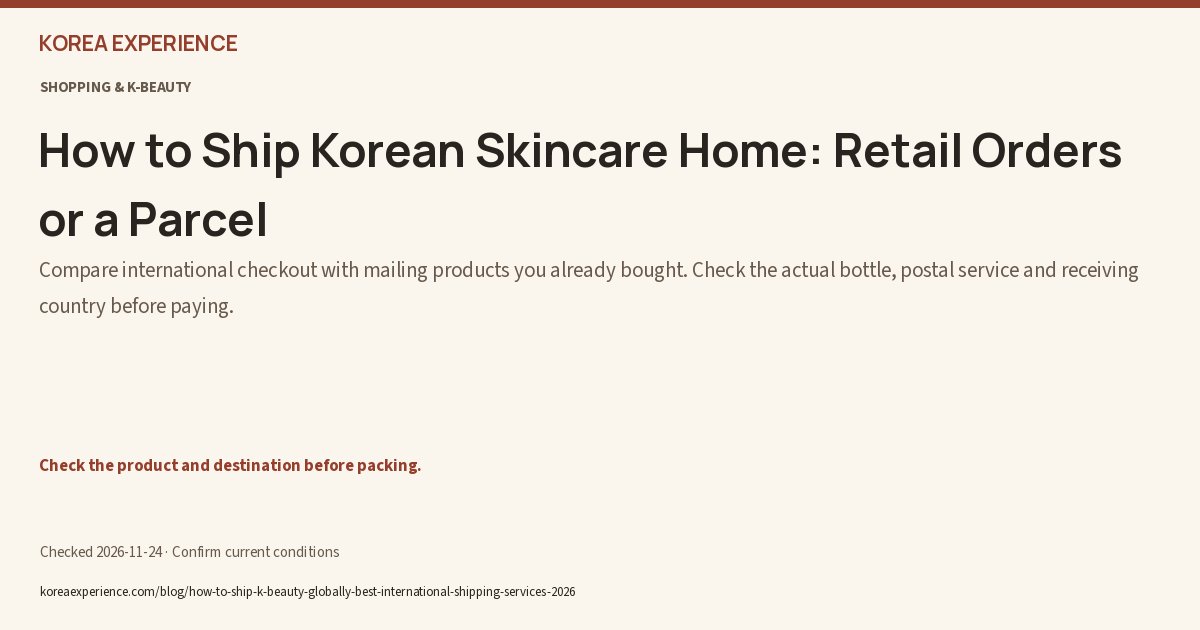 KOREA EXPERIENCE
SHOPPING & K-BEAUTY
How to Ship Korean Skincare Home: Retail Orders
or a Parcel
Compare international checkout with mailing products you already bought. Check the actual bottle, postal service and receiving
country before paying.
Check the product and destination before packing.
Checked 2026-11-24 · Confirm current conditions
koreaexperience.com/blog/how-to-ship-k-beauty-globally-best-international-shipping-services-2026